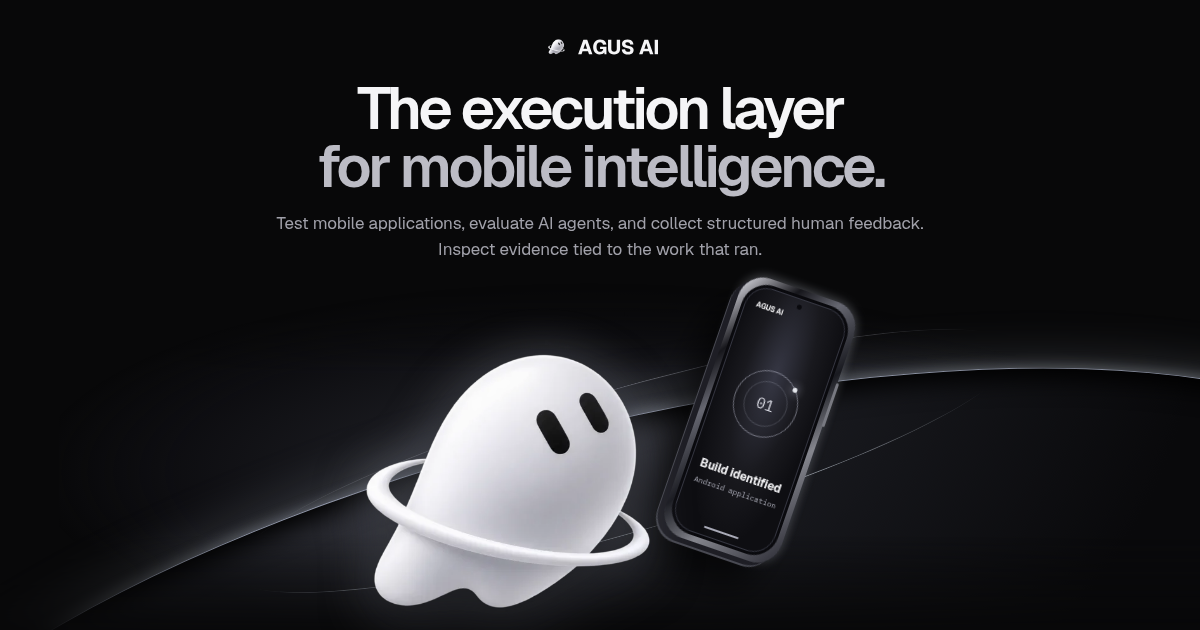 AGUS AI
The execution layer
for mobile intelligence.
Test mobile applications, evaluate AI agents, and collect structured human feedback.
Inspect evidence tied to the work that ran.
AGUS AI
01
Build identified
Android application